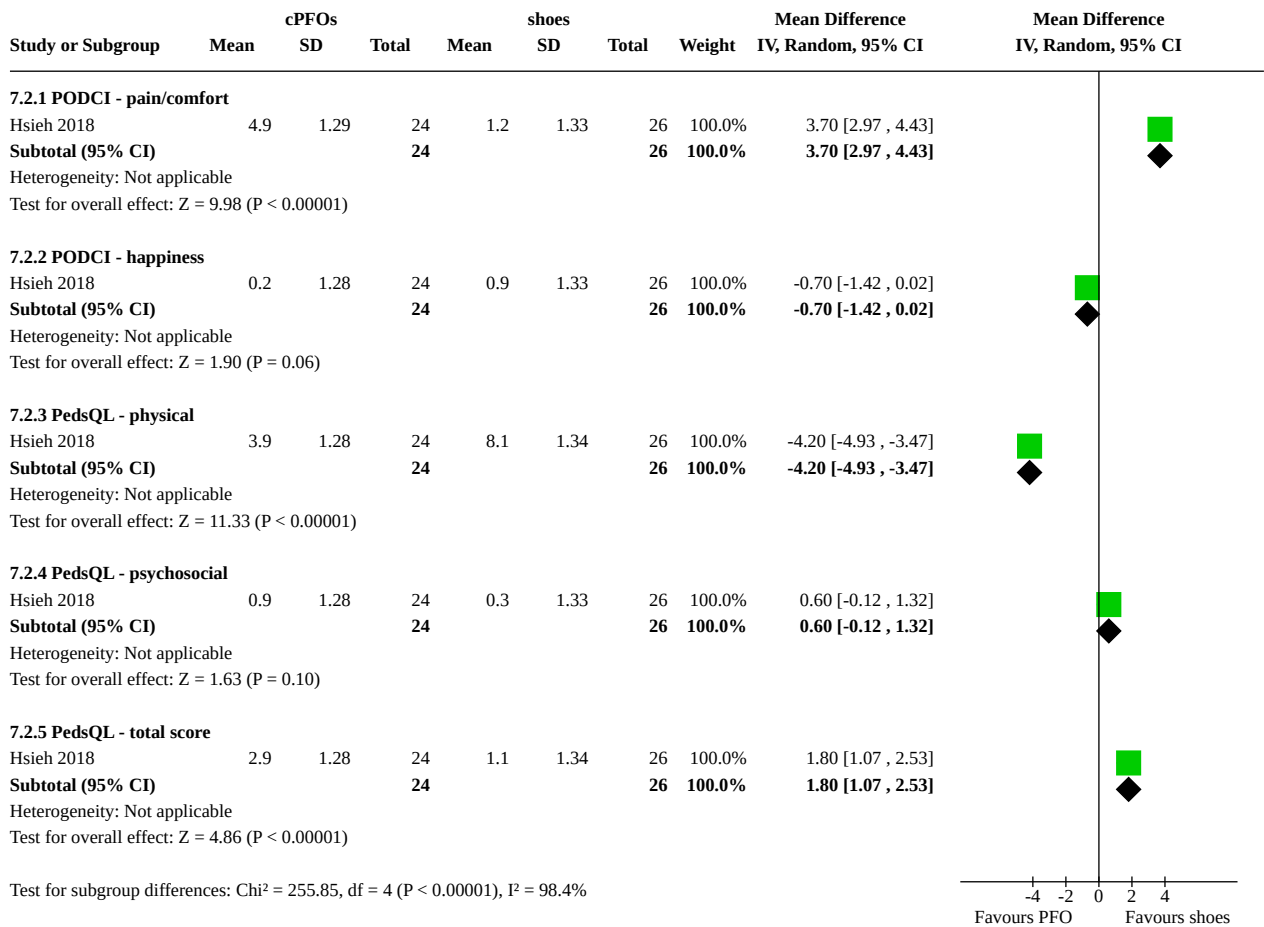 cPFOs shoes Mean Difference Mean Difference
Study or Subgroup Mean SD Total Mean SD Total Weight IV, Random, 95% CI IV, Random, 95% CI
7.2.1 PODCI - pain/comfort
Hsieh 2018 4.9 1.29 24 1.2 1.33 26 100.0% 3.70 [2.97 , 4.43]
Subtotal (95% CI) 24 26 100.0% 3.70 [2.97 , 4.43]
Heterogeneity: Not applicable
Test for overall effect: Z = 9.98 (P < 0.00001)
7.2.2 PODCI - happiness
Hsieh 2018 0.2 1.28 24 0.9 1.33 26 100.0% -0.70 [-1.42 , 0.02]
Subtotal (95% CI) 24 26 100.0% -0.70 [-1.42 , 0.02]
Heterogeneity: Not applicable
Test for overall effect: Z = 1.90 (P = 0.06)
7.2.3 PedsQL - physical
Hsieh 2018 3.9 1.28 24 8.1 1.34 26 100.0% -4.20 [-4.93 , -3.47]
Subtotal (95% CI) 24 26 100.0% -4.20 [-4.93 , -3.47]
Heterogeneity: Not applicable
Test for overall effect: Z = 11.33 (P < 0.00001)
7.2.4 PedsQL - psychosocial
Hsieh 2018 0.9 1.28 24 0.3 1.33 26 100.0% 0.60 [-0.12 , 1.32]
Subtotal (95% CI) 24 26 100.0% 0.60 [-0.12 , 1.32]
Heterogeneity: Not applicable
Test for overall effect: Z = 1.63 (P = 0.10)
7.2.5 PedsQL - total score
Hsieh 2018 2.9 1.28 24 1.1 1.34 26 100.0% 1.80 [1.07 , 2.53]
Subtotal (95% CI) 24 26 100.0% 1.80 [1.07 , 2.53]
Heterogeneity: Not applicable
Test for overall effect: Z = 4.86 (P < 0.00001)
Test for subgroup differences: Chi² = 255.85, df = 4 (P < 0.00001), I² = 98.4%
-4 -2 0 2 4
Favours PFO Favours shoes